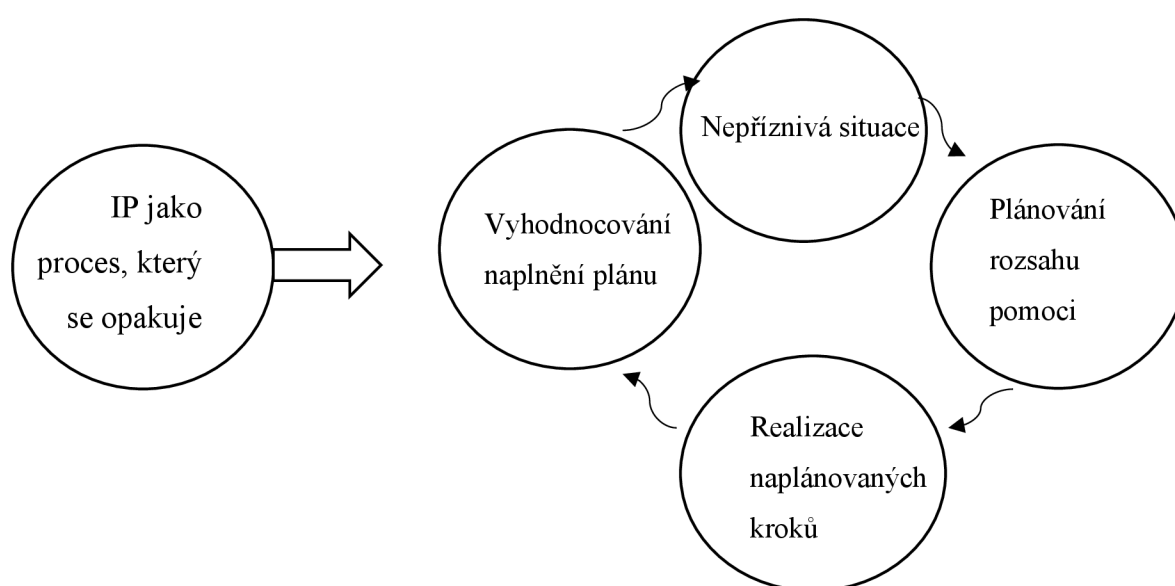 IP jako
proces, který
se opakuje
Nepříznivá situace
Plánování
rozsahu
pomoci
Realizace
naplánovaných
kroků
Vyhodnocování
naplnění plánu